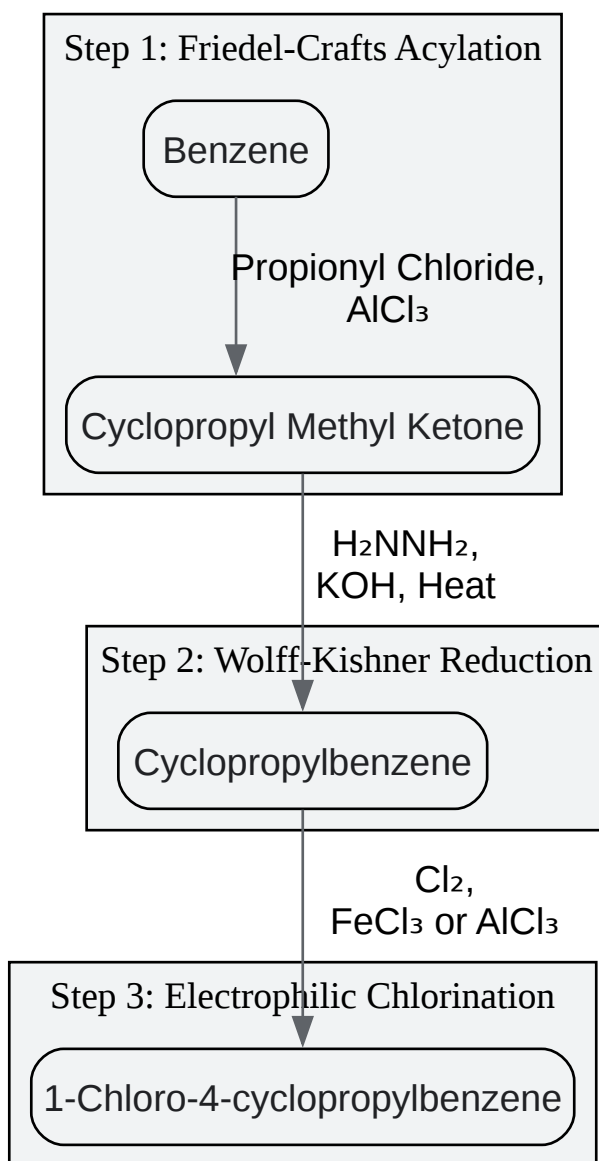 Step 1: Friedel-Crafts Acylation
Benzene
Propionyl Chloride,
AlCl₃
Cyclopropyl Methyl Ketone
H₂NNH₂,
KOH, Heat
Step 2: Wolff-Kishner Reduction
Cyclopropylbenzene
Cl₂,
FeCl₃ or AlCl₃
Step 3: Electrophilic Chlorination
1-Chloro-4-cyclopropylbenzene